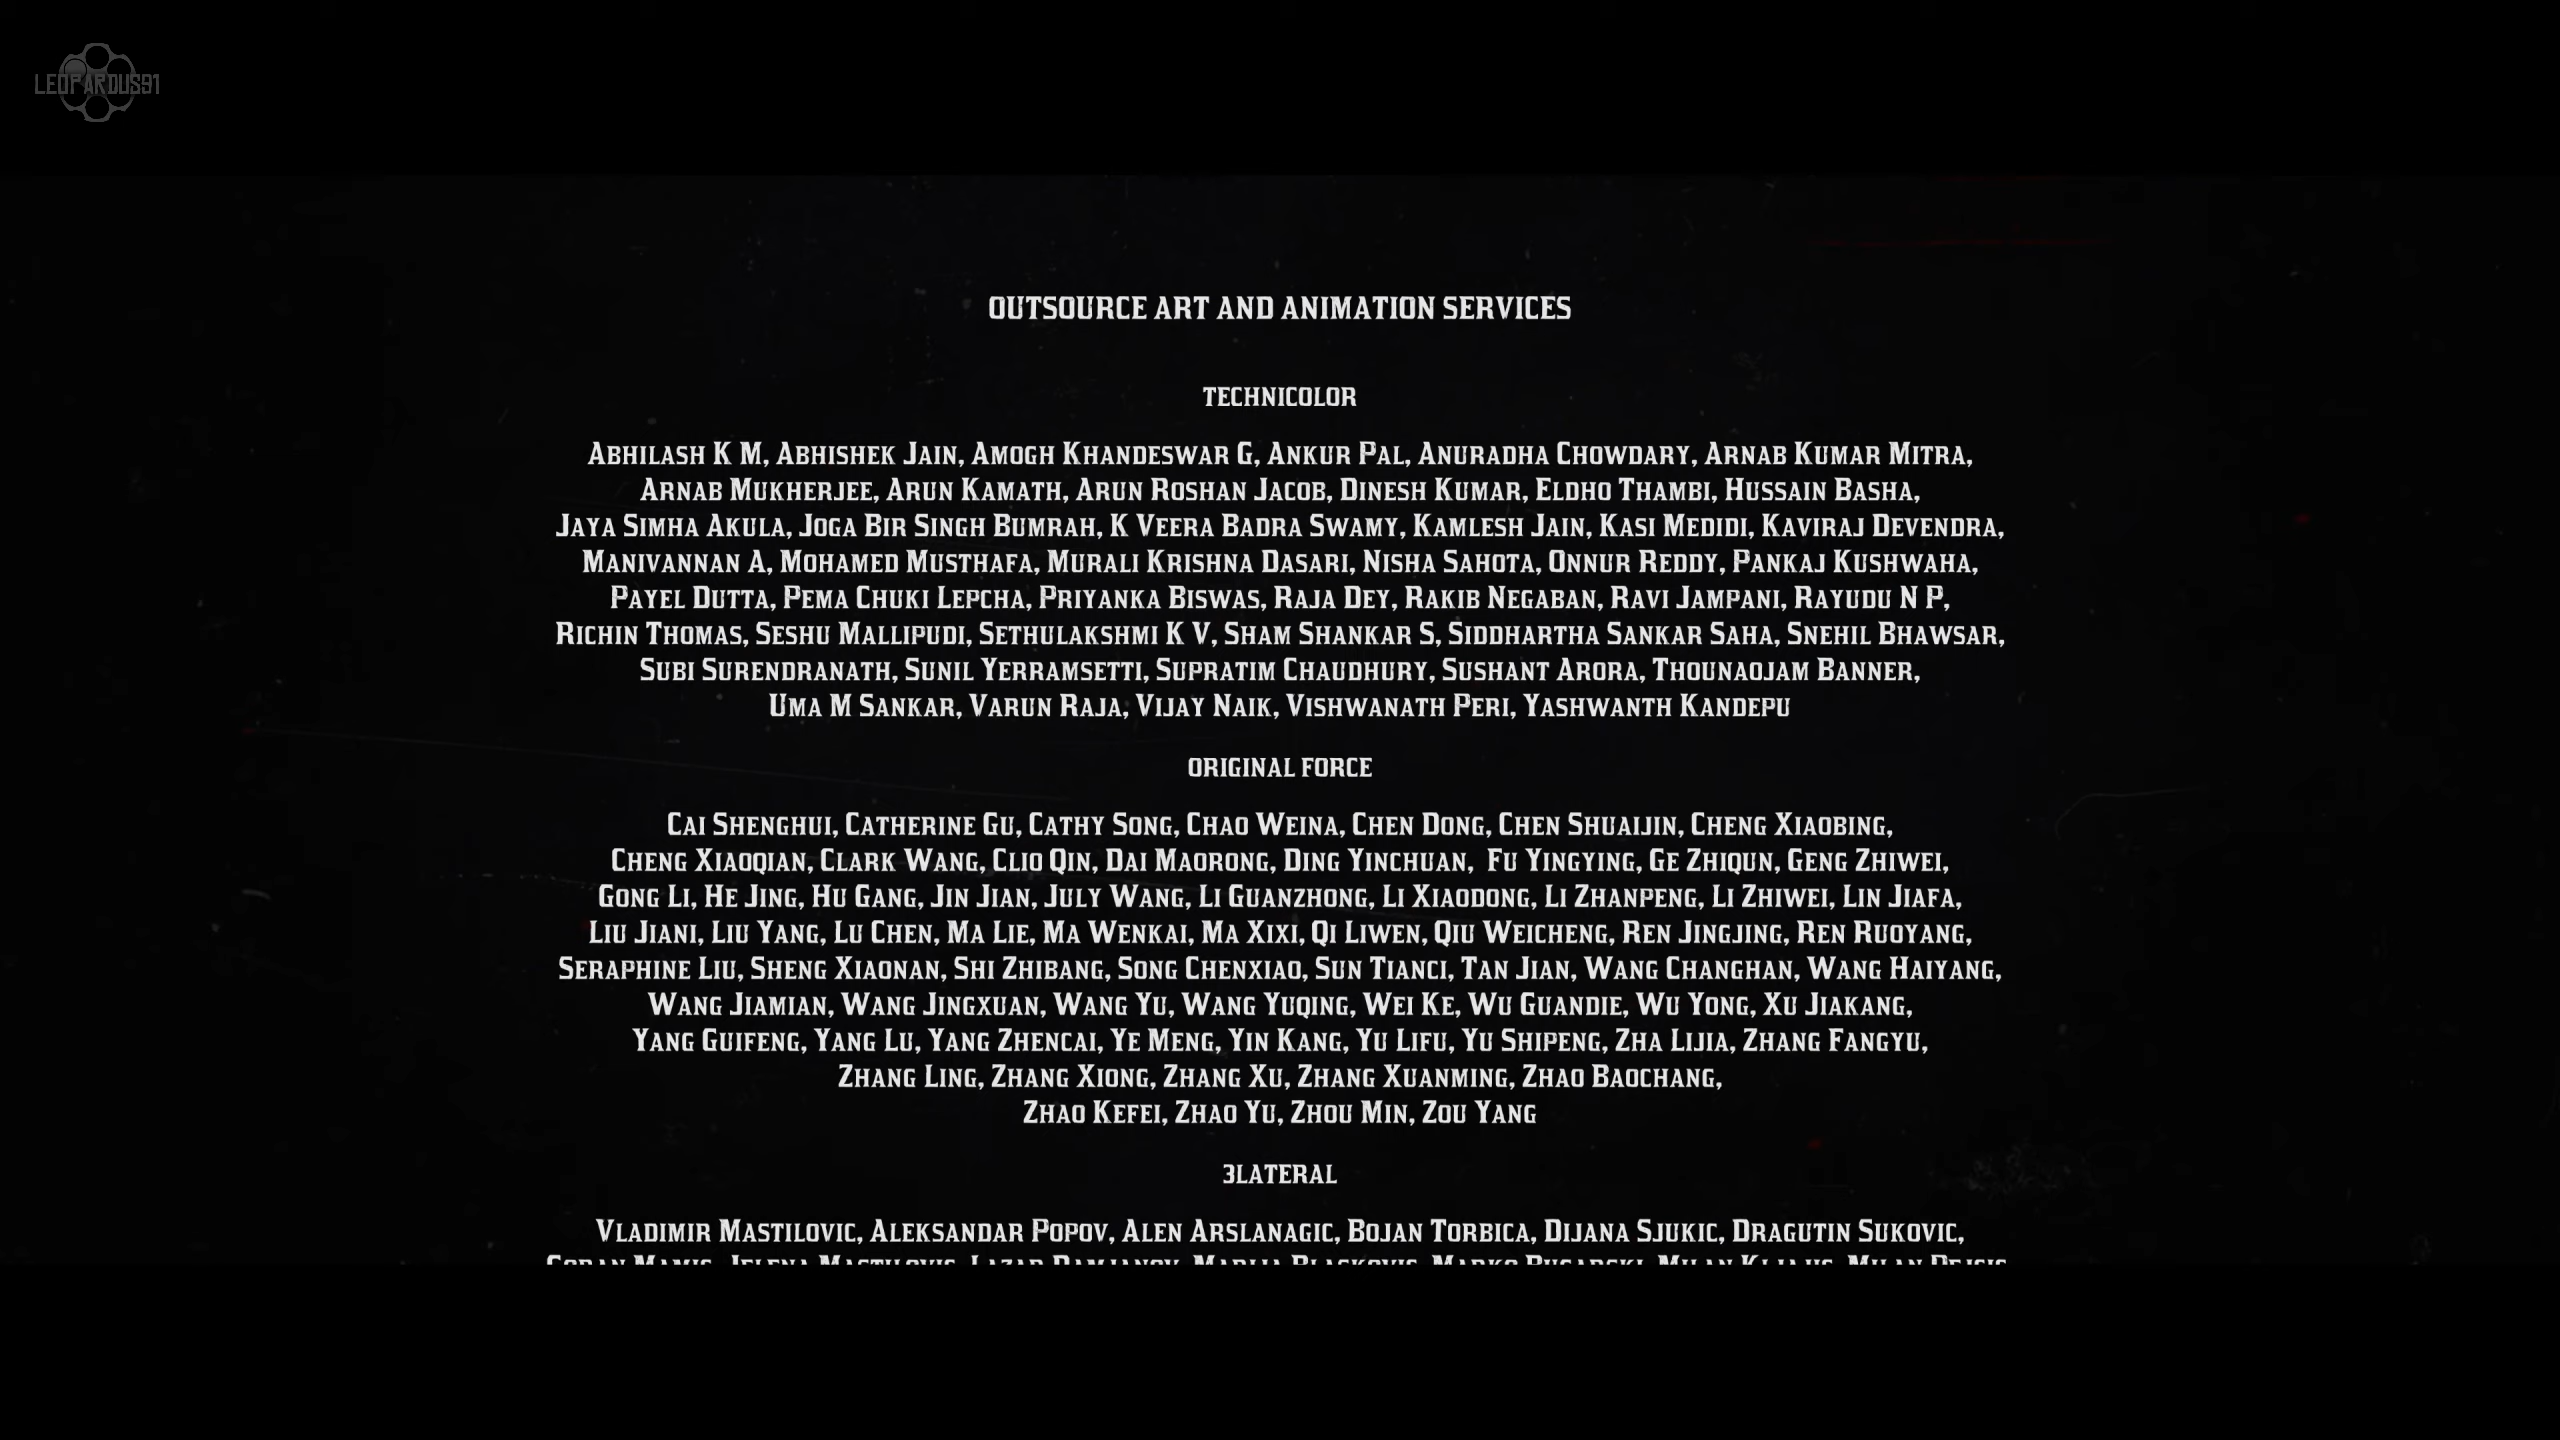 LEOPARDUS91
OUTSOURCE ART AND ANIMATION SERVICES
TECHNICOLOR
ABHILASH K M, ABHISHEK JAIN, AMOGH KHANDESWAR G, ANKUR PAL, ANURADHA CHOWDARY, ARNAB KUMAR MITRA,
ARNAB MUKHERJEE, ARUN KAMATH, ARUN ROSHAN JACOB, DINESH KUMAR, ELDHO THAMBI, HUSSAIN BASHA,
JAYA SIMHA AKULA, JOGA BIR SINGH BUMRAH, K VEERA BADRA SWAMY, KAMLESH JAIN, KASI MEDIDI, KAVIRAJ DEVENDRA,
MANIVANNAN A, MOHAMED MUSTHAFA, MURALI KRISHNA DASARI, NISHA SAHOTA, ONNUR REDDY, PANKAJ KUSHWAHA,
PAYEL DUTTA, PEMA CHUKI LEPCHA, PRIYANKA BISWAS, RAJA DEY, RAKIB NEGABAN, RAVI JAMPANI, RAYUDU N P,
RICHIN THOMAS, SESHU MALLIPUDI, SETHULAKSHMI K V, SHAM SHANKAR S, SIDDHARTHA SANKAR SAHA, SNEHIL BHAWSAR,
SUBI SURENDRANATH, SUNIL YERRAMSETTI, SUPRATIM CHAUDHURY, SUSHANT ARORA, THOUNAOJAM BANNER,
UMA M SANKAR, VARUN RAJA, VIJAY NAIK, VISHWANATH PERI, YASHWANTH KANDEPU
ORIGINAL FORCE
CAI SHENGHUI, CATHERINE GU, CATHY SONG, CHAO WEINA, CHEN DONG, CHEN SHUAIJIN, CHENG XIAOBING,
CHENG XIAOQIAN, CLARK WANG, CLIO QIN, DAI MAORONG, DING YINCHUAN, FU YINGYING, GE ZHIQUN, GENG ZHIWEI,
GONG LI, HE JING, HU GANG, JIN JIAN, JULY WANG, LI GUANZHONG, LI XIAODONG, LI ZHANPENG, LI ZHIWEI, LIN JIAFA,
LIU JIANI, LIU YANG, LU CHEN, MA LIE, MA WENKAI, MA XIXI, QI LIWEN, QIU WEICHENG, REN JINGJING, REN RUOYANG,
SERAPHINE LIU, SHENG XIAONAN, SHI ZHIBANG, SONG CHENXIAO, SUN TIANCI, TAN JIAN, WANG CHANGHAN, WANG HAIYANG,
WANG JIAMIAN, WANG JINGXUAN, WANG YU, WANG YUQING, WEI KE, WU GUANDIE, WU YONG, XU JIAKANG,
YANG GUIFENG, YANG LU, YANG ZHENCAI, YE MENG, YIN KANG, YU LIFU, YU SHIPENG, ZHA LIJIA, ZHANG FANGYU,
ZHANG LING, ZHANG XIONG, ZHANG XU, ZHANG XUANMING, ZHAO BAOCHANG,
ZHAO KEFEI, ZHAO YU, ZHOU MIN, ZOU YANG
3LATERAL
VLADIMIR MASTILOVIC, ALEKSANDAR POPOV, ALEN ARSLANAGIC, BOJAN TORBICA, DIJANA SJUKIC, DRAGUTIN SUKOVIC,